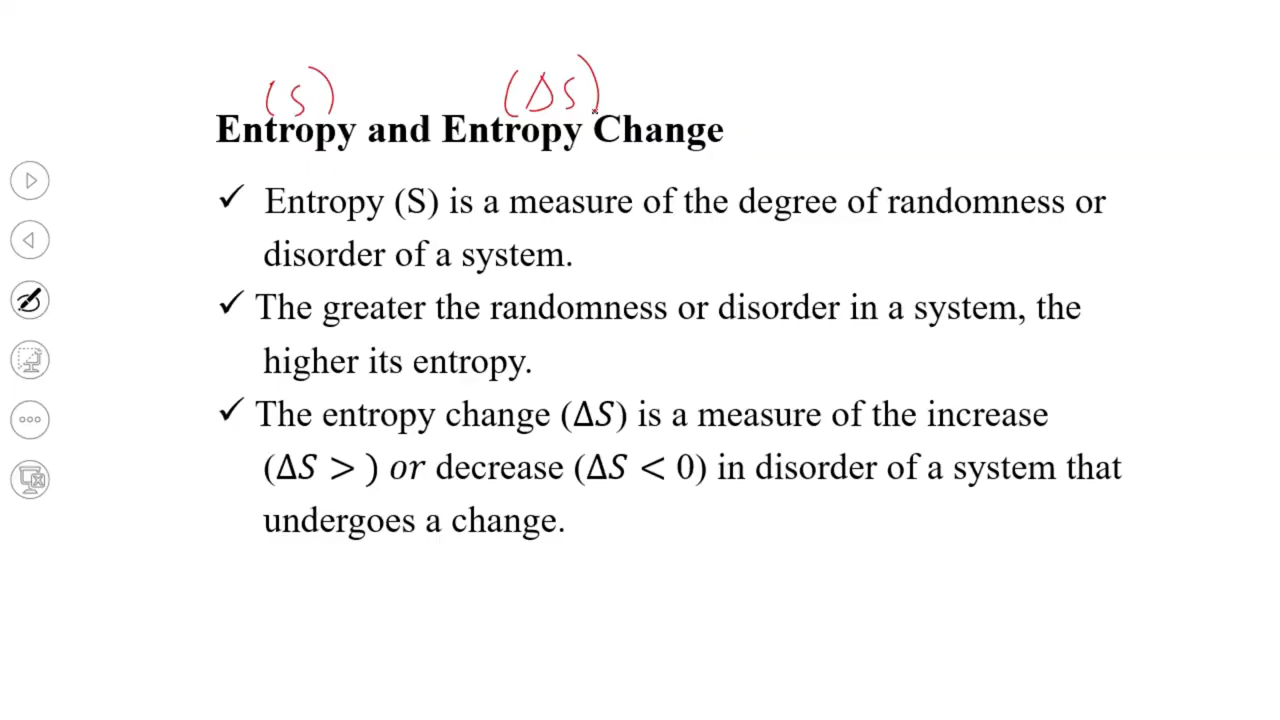 (S) (ΔS)
Entropy and Entropy Change
✓ Entropy (S) is a measure of the degree of randomness or
disorder of a system.
✓ The greater the randomness or disorder in a system, the
higher its entropy.
✓ The entropy change (ΔS) is a measure of the increase
(ΔS > ) or decrease (ΔS < 0) in disorder of a system that
undergoes a change.